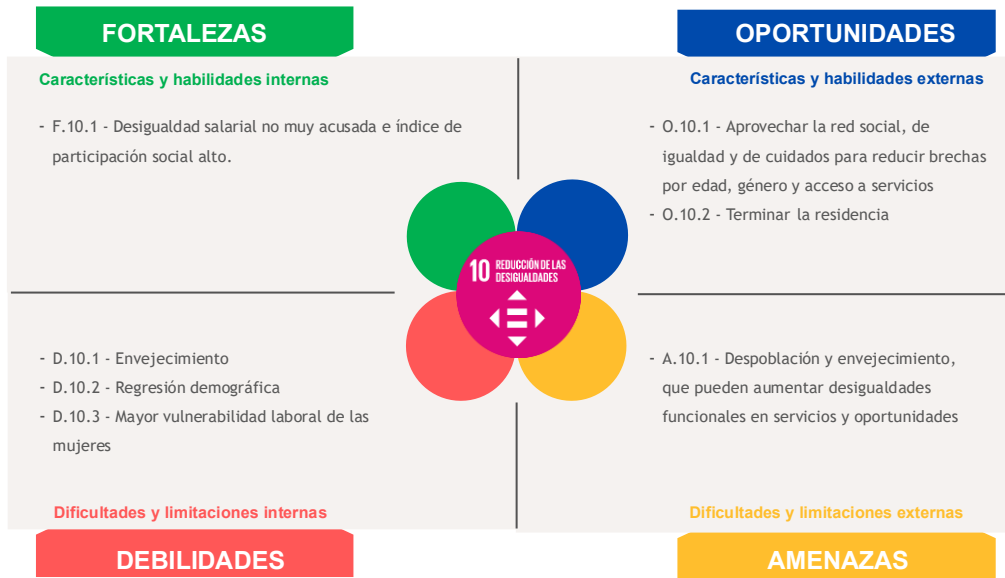 FORTALEZAS
Características y habilidades internas
- F.10.1 - Desigualdad salarial no muy acusada e índice de
participación social alto.
OPORTUNIDADES
Características y habilidades externas
- O.10.1 - Aprovechar la red social, de
igualdad y de cuidados para reducir brechas
por edad, género y acceso a servicios
- O.10.2 - Terminar la residencia
10 REDUCCIÓN DE LAS
DESIGUALDADES
- D.10.1 - Envejecimiento
- D.10.2 - Regresión demográfica
- D.10.3 - Mayor vulnerabilidad laboral de las
mujeres
Dificultades y limitaciones internas
DEBILIDADES
- A.10.1 - Despoblación y envejecimiento,
que pueden aumentar desigualdades
funcionales en servicios y oportunidades
Dificultades y limitaciones externas
AMENAZAS